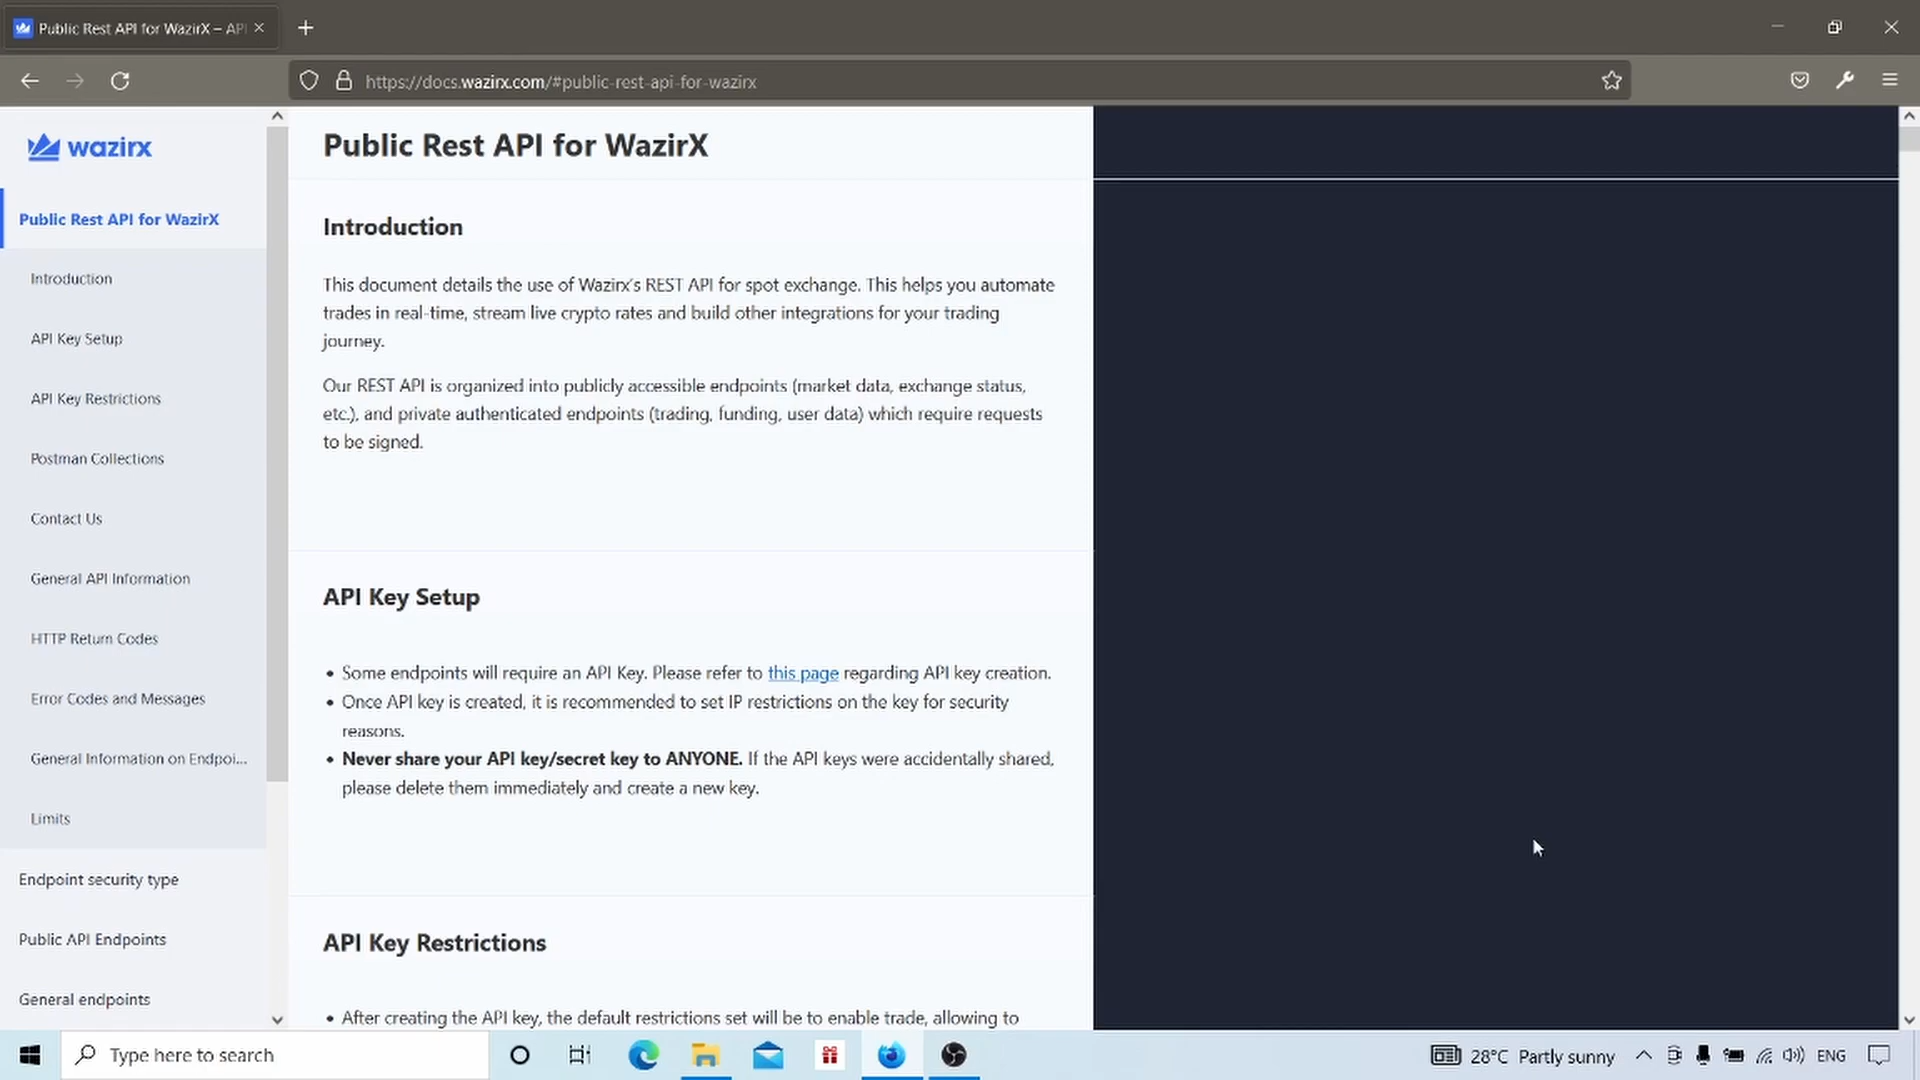 Public Rest API for WazirX – API
https://docs.wazirx.com/#public-rest-api-for-wazirx
wazirx
Public Rest API for WazirX
Introduction
API Key Setup
API Key Restrictions
Postman Collections
Contact Us
General API Information
HTTP Return Codes
Error Codes and Messages
General Information on Endpoi...
Limits
Endpoint security type
Public API Endpoints
General endpoints
Public Rest API for WazirX
Introduction
This document details the use of Wazirx's REST API for spot exchange. This helps you automate
trades in real-time, stream live crypto rates and build other integrations for your trading
journey.
Our REST API is organized into publicly accessible endpoints (market data, exchange status,
etc.), and private authenticated endpoints (trading, funding, user data) which require requests
to be signed.
API Key Setup
• Some endpoints will require an API Key. Please refer to this page regarding API key creation.
• Once API key is created, it is recommended to set IP restrictions on the key for security
reasons.
• Never share your API key/secret key to ANYONE. If the API keys were accidentally shared,
please delete them immediately and create a new key.
API Key Restrictions
• After creating the API key, the default restrictions set will be to enable trade, allowing to
Type here to search
28°C Partly sunny
ENG